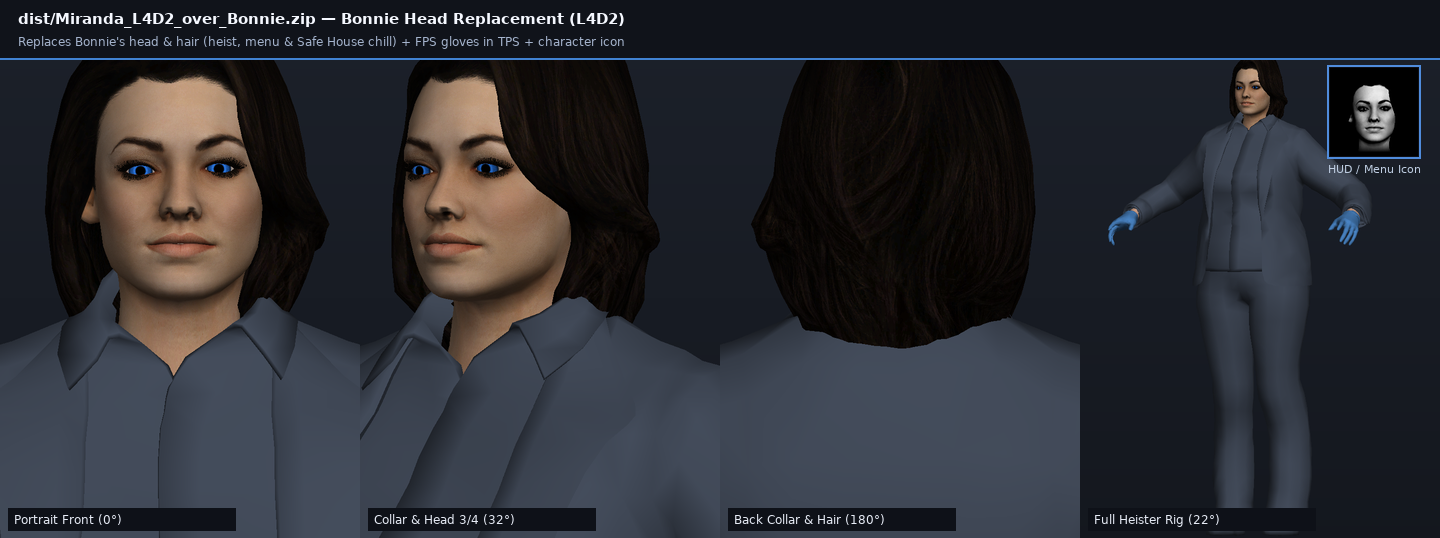 dist/Miranda_L4D2_over_Bonnie.zip — Bonnie Head Replacement (L4D2)
Replaces Bonnie's head & hair (heist, menu & Safe House chill) + FPS gloves in TPS + character icon
HUD / Menu Icon
Portrait Front (0°)
Collar & Head 3/4 (32°)
Back Collar & Hair (180°)
Full Heister Rig (22°)